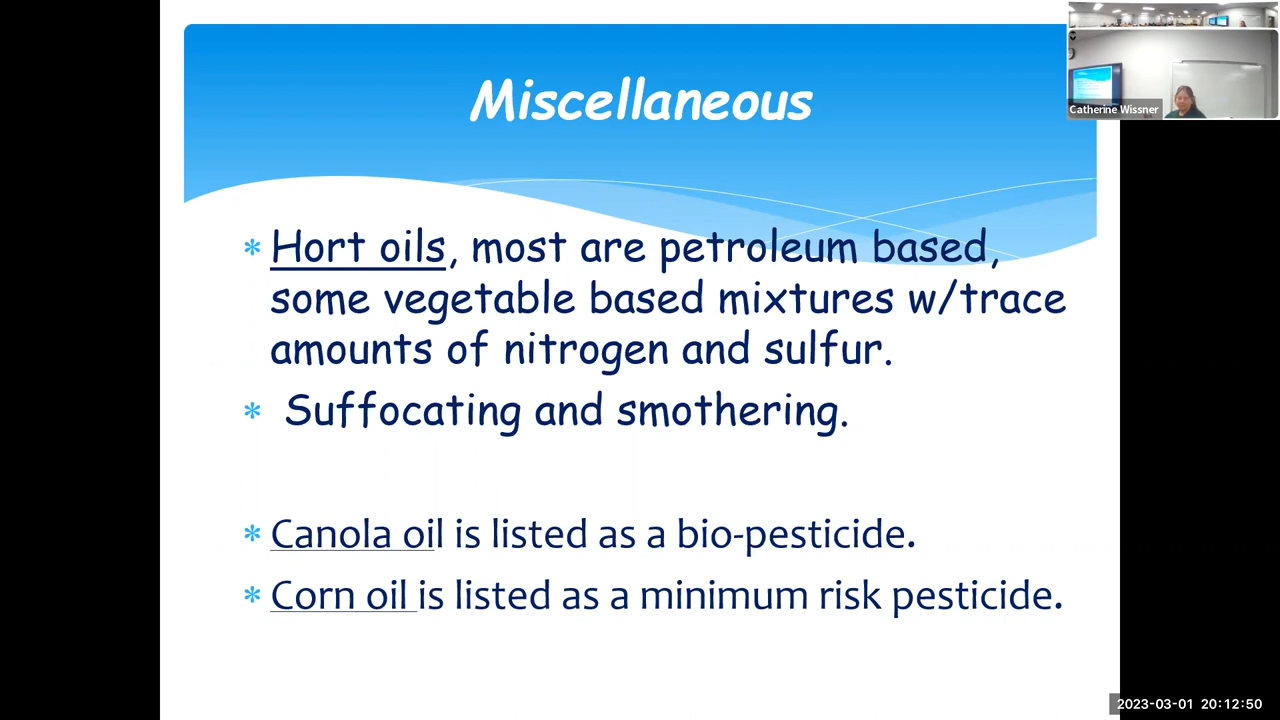 Miscellaneous
Catherine Wissner
* Hort oils, most are petroleum based,
some vegetable based mixtures w/trace
amounts of nitrogen and sulfur.
* Suffocating and smothering.
* Canola oil is listed as a bio-pesticide.
* Corn oil is listed as a minimum risk pesticide.
2023-03-01 20:12:50